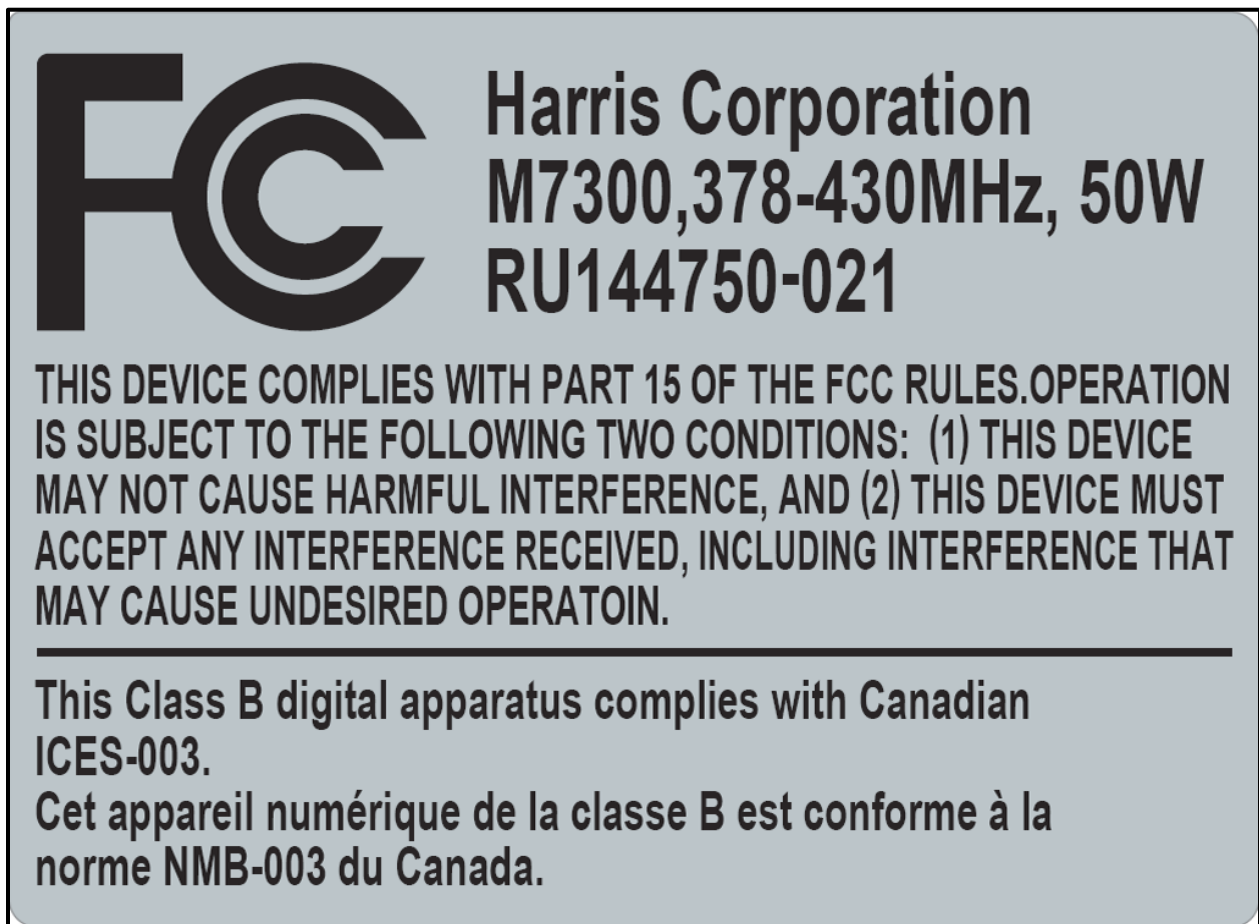 FCC
Harris Corporation
M7300,378-430MHz, 50W
RU144750-021
THIS DEVICE COMPLIES WITH PART 15 OF THE FCC RULES.OPERATION
IS SUBJECT TO THE FOLLOWING TWO CONDITIONS: (1) THIS DEVICE
MAY NOT CAUSE HARMFUL INTERFERENCE, AND (2) THIS DEVICE MUST
ACCEPT ANY INTERFERENCE RECEIVED, INCLUDING INTERFERENCE THAT
MAY CAUSE UNDESIRED OPERATOIN.
This Class B digital apparatus complies with Canadian
ICES-003.
Cet appareil numérique de la classe B est conforme à la
norme NMB-003 du Canada.